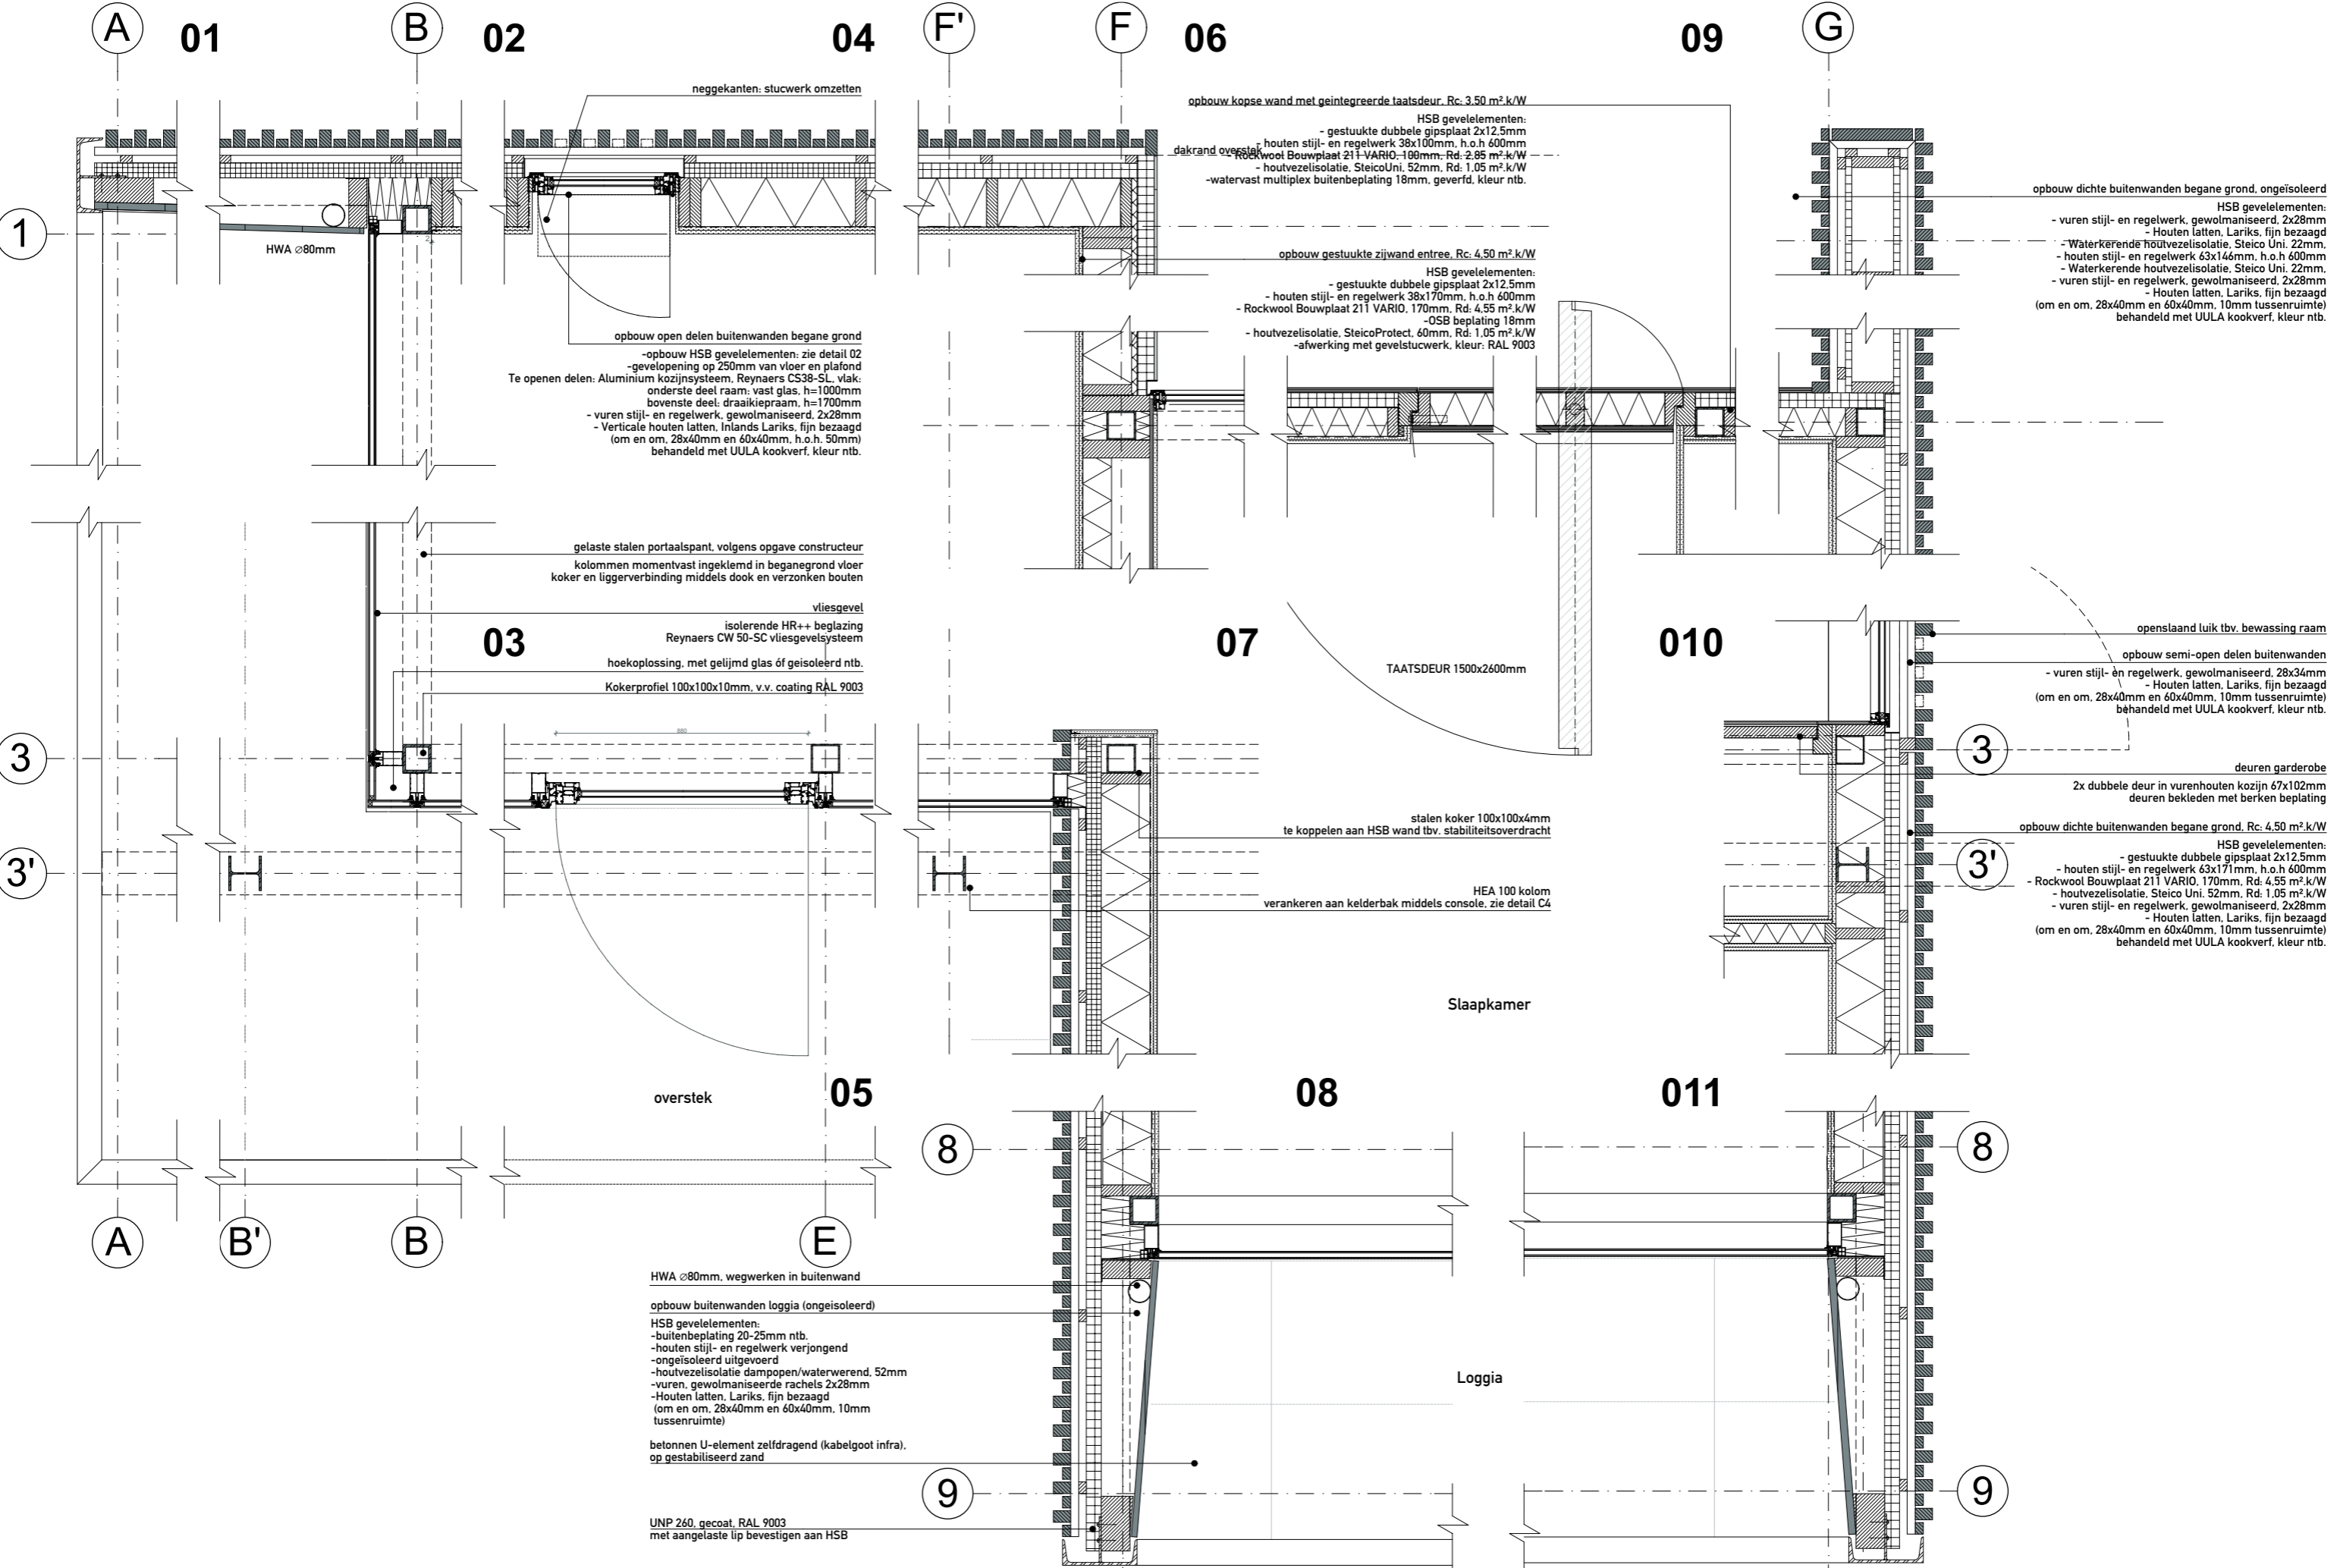 A
01
B
02
04
F'
F
06
09
G
neggekanten: stucwerk omzetten
opbouw kopse wand met geintegreerde taatsdeur, Rc: 3,50 m².k/W
HSB gevelelementen:
- gestuukte dubbele gipsplaat 2x12,5mm
- houten stijl- en regelwerk 38x100mm, h.o.h 600mm
- Rockwool Bouwplaat 211 VARIO, 100mm, Rd: 2,85 m².k/W
- houtvezelisolatie, SteicoUni, 52mm, Rd: 1,05 m².k/W
-watervast multiplex buitenbeplating 18mm, geverfd, kleur ntb.
dakrand overstek
opbouw dichte buitenwanden begane grond, ongeïsoleerd
HSB gevelelementen:
- vuren stijl- en regelwerk, gewolmaniseerd, 2x28mm
- Houten latten, Lariks, fijn bezaagd
- Waterkerende houtvezelisolatie, Steico Uni. 22mm,
- houten stijl- en regelwerk 63x146mm, h.o.h 600mm
- Waterkerende houtvezelisolatie, Steico Uni. 22mm,
- vuren stijl- en regelwerk, gewolmaniseerd, 2x28mm
- Houten latten, Lariks, fijn bezaagd
(om en om, 28x40mm en 60x40mm, 10mm tussenruimte)
behandeld met UULA kookverf, kleur ntb.
1
HWA ⌀80mm
opbouw gestuukte zijwand entree, Rc: 4,50 m².k/W
HSB gevelelementen:
- gestuukte dubbele gipsplaat 2x12,5mm
- houten stijl- en regelwerk 38x170mm, h.o.h 600mm
- Rockwool Bouwplaat 211 VARIO, 170mm, Rd: 4,55 m².k/W
-OSB beplating 18mm
- houtvezelisolatie, SteicoProtect, 60mm, Rd: 1,05 m².k/W
-afwerking met gevelstucwerk, kleur: RAL 9003
opbouw open delen buitenwanden begane grond
-opbouw HSB gevelelementen: zie detail 02
-gevelopening op 250mm van vloer en plafond
Te openen delen: Aluminium kozijnsysteem, Reynaers CS38-SL, vlak:
onderste deel raam: vast glas, h=1000mm
bovenste deel: draaikiepraam, h=1700mm
- vuren stijl- en regelwerk, gewolmaniseerd, 2x28mm
- Verticale houten latten, Inlands Lariks, fijn bezaagd
(om en om, 28x40mm en 60x40mm, h.o.h. 50mm)
behandeld met UULA kookverf, kleur ntb.
gelaste stalen portaalspant, volgens opgave constructeur
kolommen momentvast ingeklemd in beganegrond vloer
koker en liggerverbinding middels dook en verzonken bouten
vliesgevel
isolerende HR++ beglazing
Reynaers CW 50-SC vliesgevelsysteem
03
hoekoplossing, met gelijmd glas óf geisoleerd ntb.
Kokerprofiel 100x100x10mm, v.v. coating RAL 9003
07
TAATSDEUR 1500x2600mm
010
openslaand luik tbv. bewassing raam
opbouw semi-open delen buitenwanden
- vuren stijl- en regelwerk, gewolmaniseerd, 28x34mm
- Houten latten, Lariks, fijn bezaagd
(om en om, 28x40mm en 60x40mm, 10mm tussenruimte)
behandeld met UULA kookverf, kleur ntb.
880
3
3
deuren garderobe
2x dubbele deur in vurenhouten kozijn 67x102mm
deuren bekleden met berken beplating
stalen koker 100x100x4mm
te koppelen aan HSB wand tbv. stabiliteitsoverdracht
opbouw dichte buitenwanden begane grond, Rc: 4,50 m².k/W
HSB gevelelementen:
- gestuukte dubbele gipsplaat 2x12,5mm
- houten stijl- en regelwerk 63x171mm, h.o.h 600mm
- Rockwool Bouwplaat 211 VARIO, 170mm, Rd: 4,55 m².k/W
- houtvezelisolatie, Steico Uni. 52mm, Rd: 1,05 m².k/W
- vuren stijl- en regelwerk, gewolmaniseerd, 2x28mm
- Houten latten, Lariks, fijn bezaagd
(om en om, 28x40mm en 60x40mm, 10mm tussenruimte)
behandeld met UULA kookverf, kleur ntb.
3'
3'
HEA 100 kolom
verankeren aan kelderbak middels console, zie detail C4
Slaapkamer
overstek
05
08
011
8
8
A
B'
B
E
HWA ⌀80mm, wegwerken in buitenwand
opbouw buitenwanden loggia (ongeisoleerd)
HSB gevelelementen:
-buitenbeplating 20-25mm ntb.
-houten stijl- en regelwerk verjongend
-ongeïsoleerd uitgevoerd
-houtvezelisolatie dampopen/waterwerend, 52mm
-vuren, gewolmaniseerde rachels 2x28mm
-Houten latten, Lariks, fijn bezaagd
(om en om, 28x40mm en 60x40mm, 10mm
tussenruimte)
Loggia
betonnen U-element zelfdragend (kabelgoot infra),
op gestabiliseerd zand
9
9
UNP 260, gecoat, RAL 9003
met aangelaste lip bevestigen aan HSB